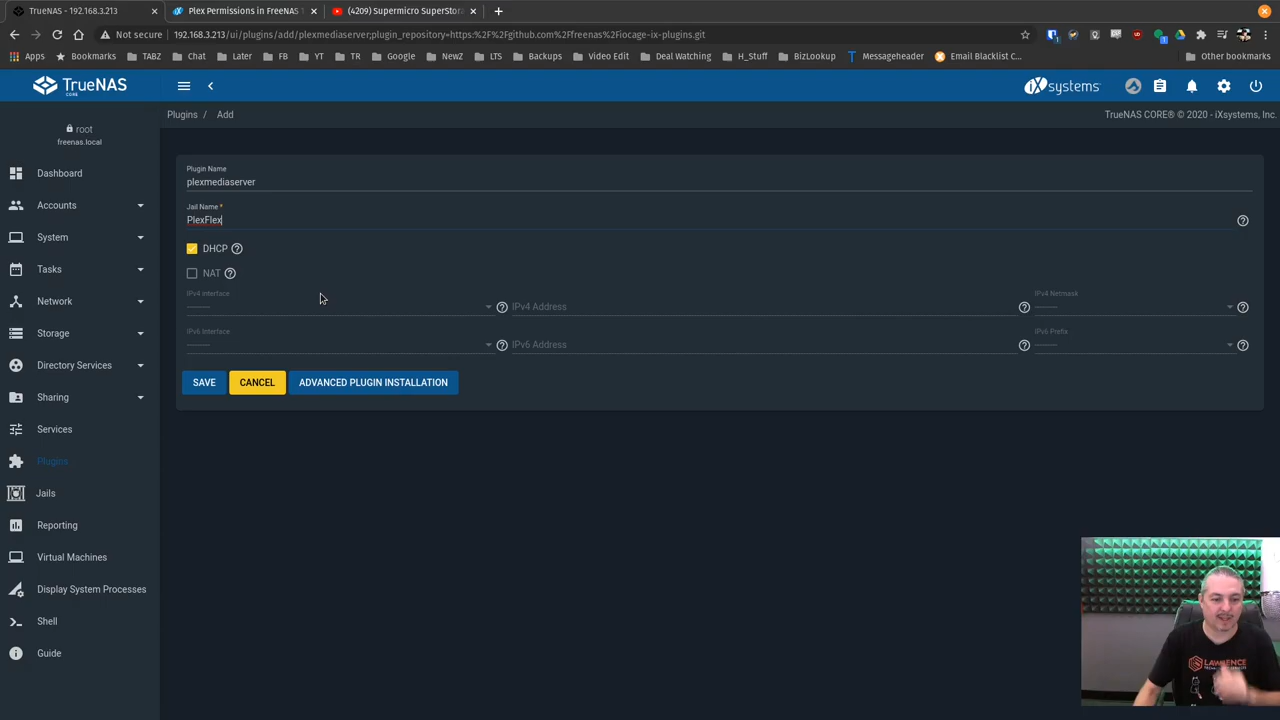 TrueNAS - 192.168.3.213
Plex Permissions in FreeNAS 1
(4209) Supermicro SuperStora
Not secure
192.168.3.213/ui/plugins/add/plexmediaserver;plugin_repository=https:%2F%2Fgithub.com%2Ffreenas%2Fiocage-ix-plugins.git
Apps
Bookmarks
TABZ
Chat
Later
FB
YT
TR
Google
NewZ
LTS
Backups
Video Edit
Deal Watching
H_Stuff
BizLookup
Messageheader
Email Blacklist C...
Other bookmarks
TrueNAS
CORE
iXsystems
root
freenas.local
Plugins / Add
TrueNAS CORE® © 2020 - iXsystems, Inc.
Dashboard
Accounts
System
Tasks
Network
Storage
Directory Services
Sharing
Services
Plugins
Jails
Reporting
Virtual Machines
Display System Processes
Shell
Guide
Plugin Name
plexmediaserver
Jail Name *
PlexFlex
DHCP
NAT
IPv4 Interface
IPv4 Address
IPv4 Netmask
IPv6 Interface
IPv6 Address
IPv6 Prefix
SAVE
CANCEL
ADVANCED PLUGIN INSTALLATION
LAWRENCE